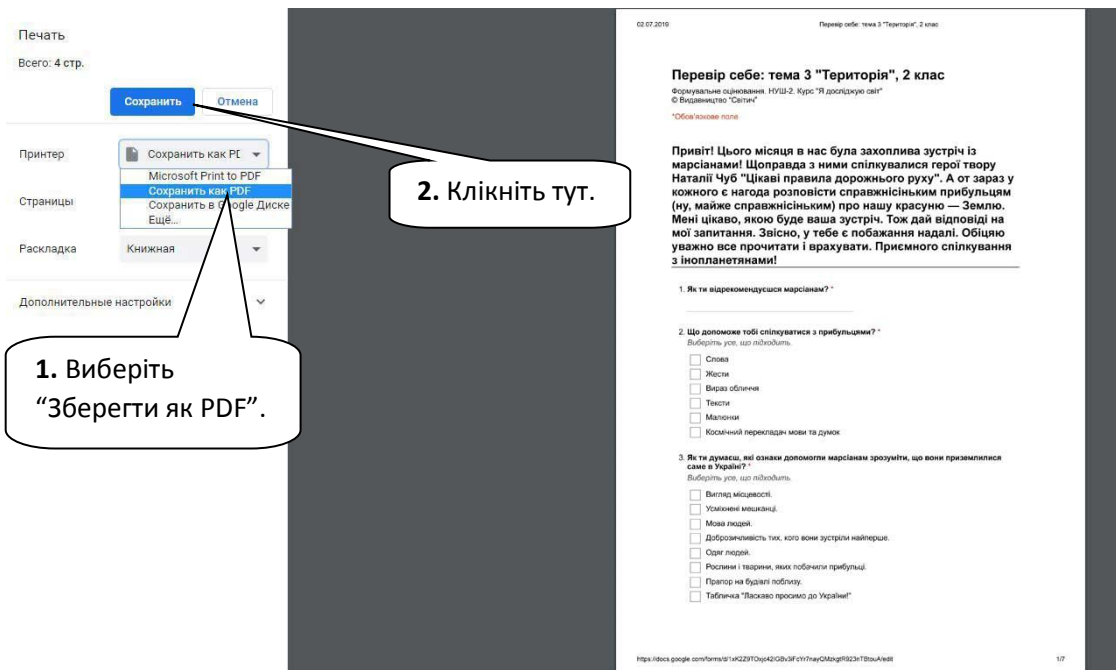 Печать
Всего: 4 стр.
Сохранить
Отмена
Принтер
Сохранить как PD
Microsoft Print to PDF
Сохранить как PDF
Сохранить в Google Диске
Ещё...
Страницы
Раскладка
Книжная
Дополнительные настройки
2. Клікніть тут.
1. Виберіть
“Зберегти як PDF”.
02.07.2019
Перевір себе: тема 3 "Територія", 2 клас
Перевір себе: тема 3 "Територія", 2 клас
Формувальне оцінювання. НУШ-2. Курс "Я досліджую світ"
© Видавництво "Світич"
*Обов'язкове поле
Привіт! Цього місяця в нас була захоплива зустріч із
марсіанами! Щоправда з ними спілкувалися герої твору
Наталії Чуб "Цікаві правила дорожнього руху". А от зараз у
кожного є нагода розповісти справжнісіньким прибульцям
(ну, майже справжнісіньким) про нашу красуню — Землю.
Мені цікаво, якою буде ваша зустріч. Тож дай відповіді на
мої запитання. Звісно, у тебе є побажання надалі. Обіцяю
уважно все прочитати і врахувати. Приємного спілкування
з інопланетянами!
1. Як ти відрекомендуєшся марсіанам? *
2. Що допоможе тобі спілкуватися з прибульцями? *
Виберіть усе, що підходить.
Слова
Жести
Вираз обличчя
Тексти
Малюнки
Космічний перекладач мови та думок
3. Як ти думаєш, які ознаки допомогли марсіанам зрозуміти, що вони приземлилися
саме в Україні? *
Виберіть усе, що підходить.
Вигляд місцевості.
Усміхнені мешканці.
Мова людей.
Доброзичливість тих, кого вони зустріли найперше.
Одяг людей.
Рослини і тварини, яких побачили прибульці.
Прапор на будівлі поблизу.
Табличка "Ласкаво просимо до України!"
1/7